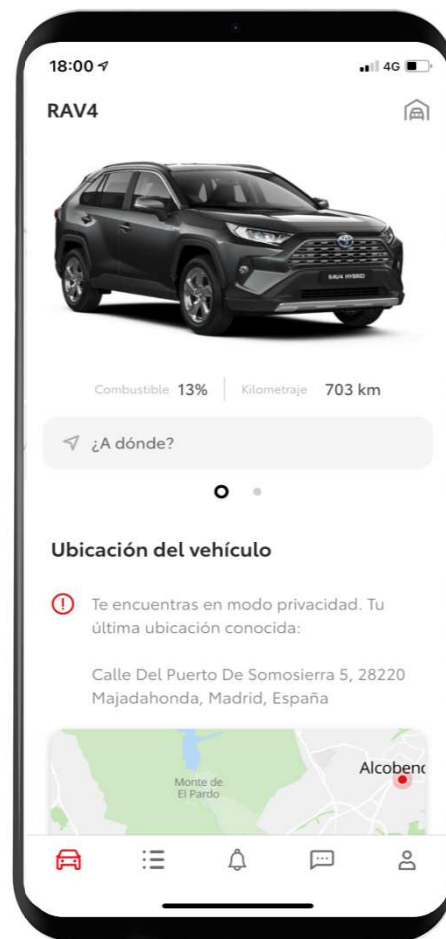 18:00
4G
RAV4
RAV4 HYBRID
Combustible 13% Kilometraje 703 km
¿A dónde?
Ubicación del vehículo
Te encuentras en modo privacidad. Tu
última ubicación conocida:
Calle Del Puerto De Somosierra 5, 28220
Majadahonda, Madrid, España
Alcobend
Monte de
El Pardo